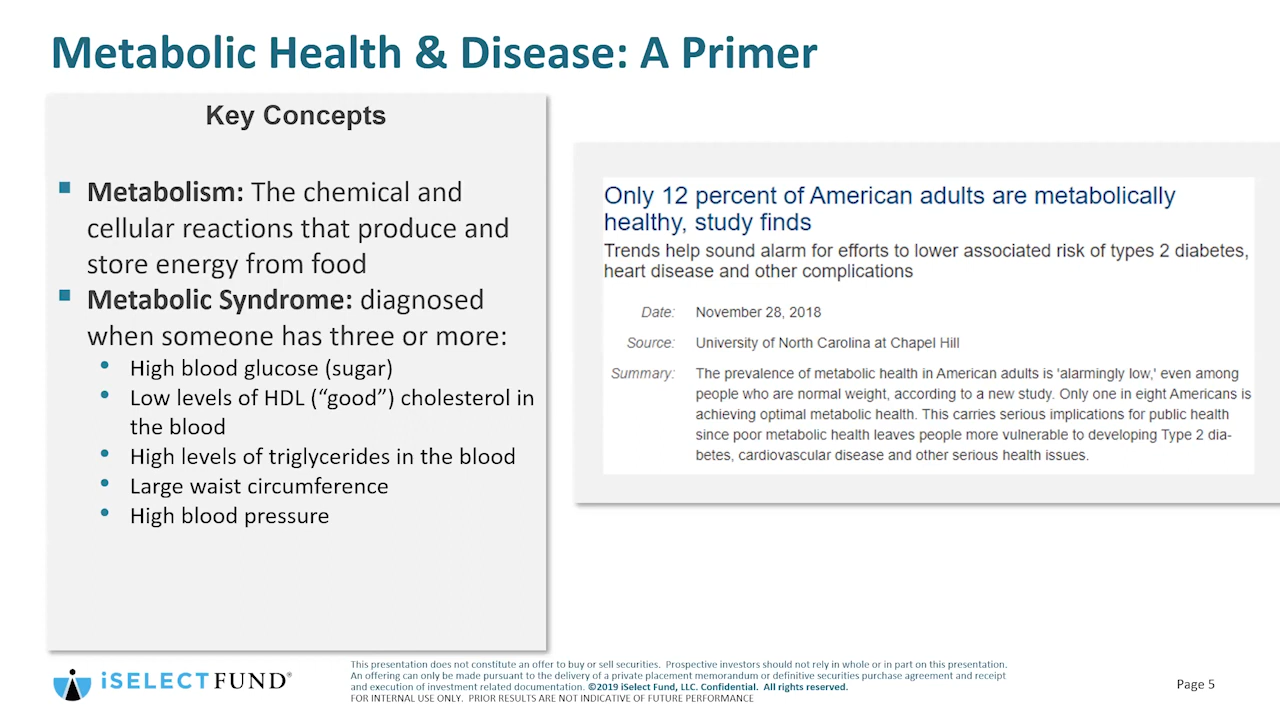 Metabolic Health & Disease: A Primer
Key Concepts
▪ Metabolism: The chemical and
cellular reactions that produce and
store energy from food
▪ Metabolic Syndrome: diagnosed
when someone has three or more:
• High blood glucose (sugar)
• Low levels of HDL (“good”) cholesterol in
the blood
• High levels of triglycerides in the blood
• Large waist circumference
• High blood pressure
Only 12 percent of American adults are metabolically
healthy, study finds
Trends help sound alarm for efforts to lower associated risk of types 2 diabetes,
heart disease and other complications
Date: November 28, 2018
Source: University of North Carolina at Chapel Hill
Summary: The prevalence of metabolic health in American adults is 'alarmingly low,' even among
people who are normal weight, according to a new study. Only one in eight Americans is
achieving optimal metabolic health. This carries serious implications for public health
since poor metabolic health leaves people more vulnerable to developing Type 2 dia-
betes, cardiovascular disease and other serious health issues.
iSELECTFUND®
This presentation does not constitute an offer to buy or sell securities. Prospective investors should not rely in whole or in part on this presentation.
An offering can only be made pursuant to the delivery of a private placement memorandum or definitive securities purchase agreement and receipt
and execution of investment related documentation. ©2019 iSelect Fund, LLC. Confidential. All rights reserved.
FOR INTERNAL USE ONLY. PRIOR RESULTS ARE NOT INDICATIVE OF FUTURE PERFORMANCE
Page 5